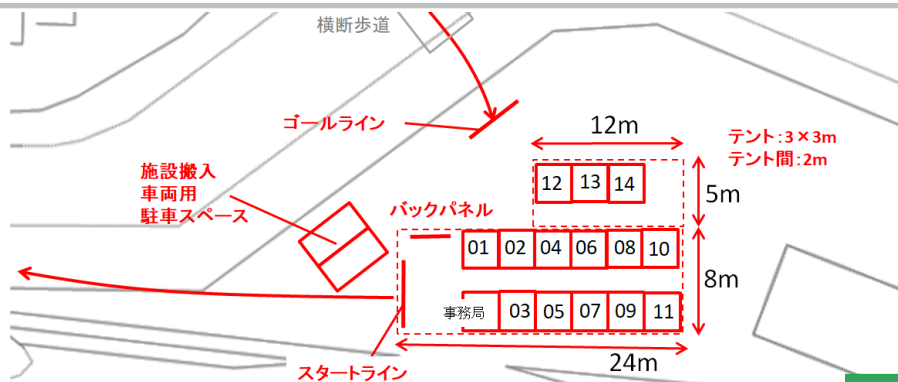 横断歩道
ゴールライン
12m
テント:3×3m
テント間:2m
施設搬入
車両用
駐車スペース
12 13 14
5m
バックパネル
01 02 04 06 08 10
8m
事務局 03 05 07 09 11
24m
スタートライン